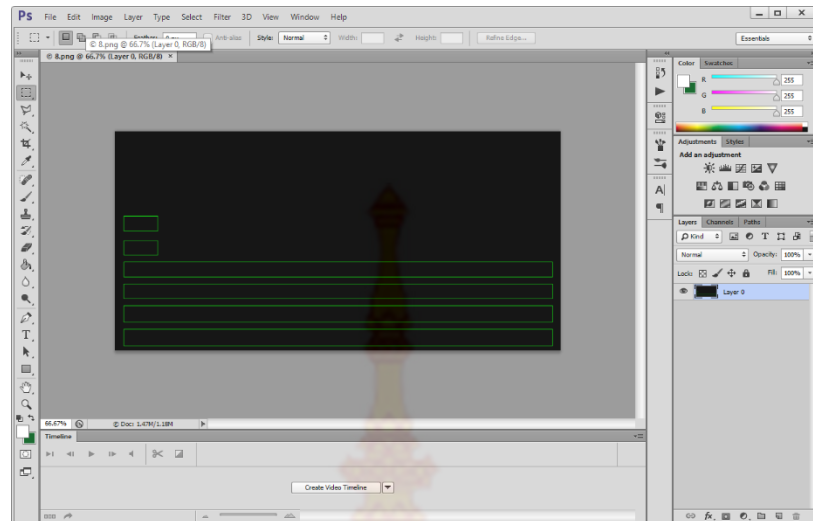 Ps File Edit Image Layer Type Select Filter 3D View Window Help
Anti-alias Style: Normal Width: Height: Refine Edge... Essentials
© 8.png @ 66.7% (Layer 0, RGB/8)
© 8.png @ 66.7% (Layer 0, RGB/8) ×
Color Swatches
R 255
G 255
B 255
Adjustments Styles
Add an adjustment
Layers Channels Paths
Kind
Normal Opacity: 100%
Lock: Fill: 100%
Layer 0
66.67% © Doc: 1.47M/1.18M
Timeline
Create Video Timeline